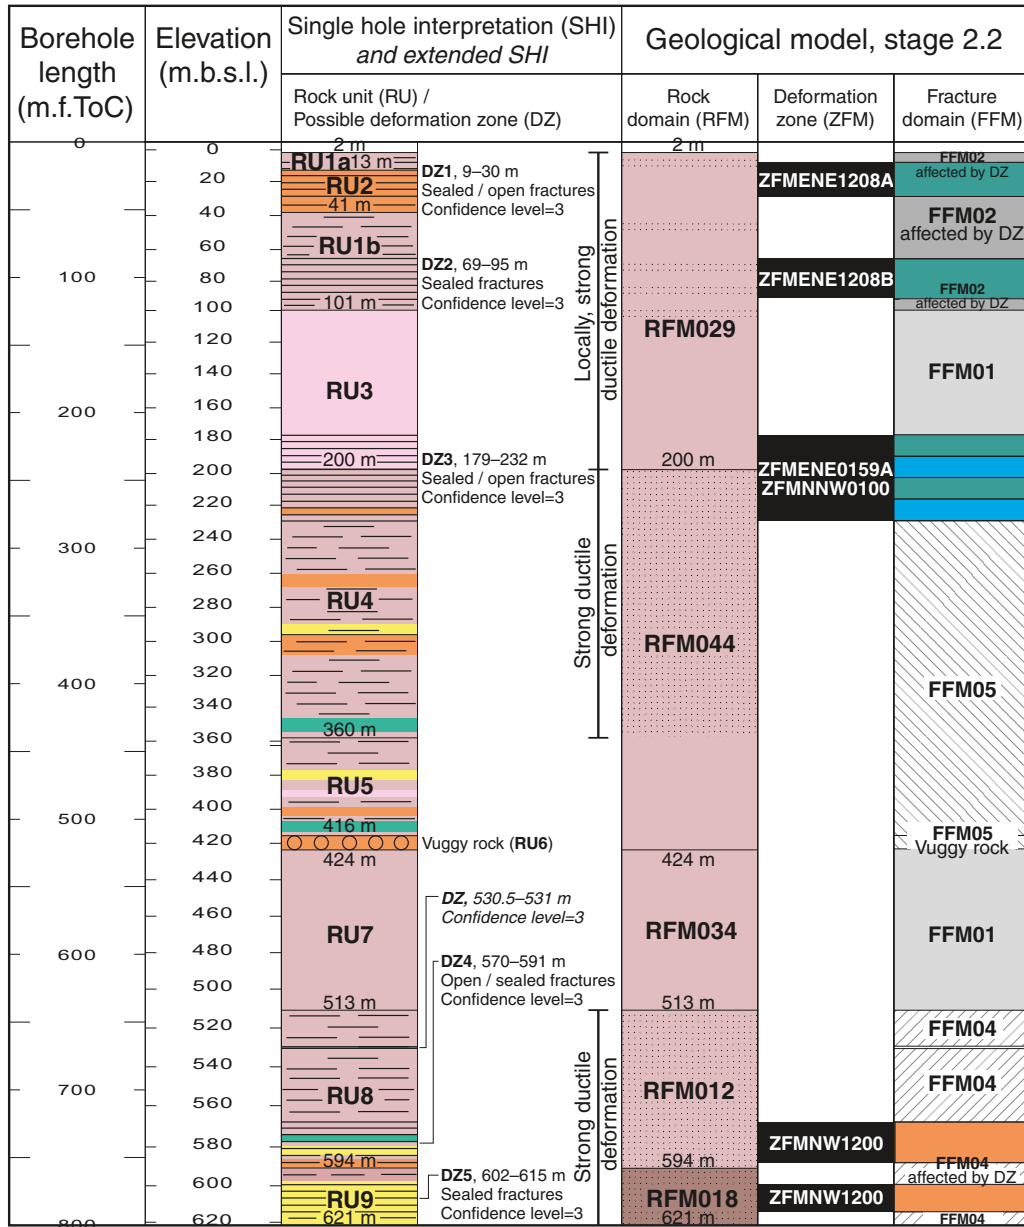 Borehole
length
(m.f.ToC)
Elevation
(m.b.s.l.)
Single hole interpretation (SHI)
and extended SHI
Geological model, stage 2.2
Rock unit (RU) /
Possible deformation zone (DZ)
Rock
domain (RFM)
Deformation
zone (ZFM)
Fracture
domain (FFM)
0
100
200
300
400
500
600
700
800
0
20
40
60
80
100
120
140
160
180
200
220
240
260
280
300
320
340
360
380
400
420
440
460
480
500
520
540
560
580
600
620
2 m
RU1a 13 m
RU2
41 m
RU1b
101 m
RU3
200 m
RU4
360 m
RU5
416 m
424 m
RU7
513 m
RU8
594 m
RU9
621 m
DZ1, 9–30 m
Sealed / open fractures
Confidence level=3
DZ2, 69–95 m
Sealed fractures
Confidence level=3
DZ3, 179–232 m
Sealed / open fractures
Confidence level=3
Vuggy rock (RU6)
DZ, 530.5–531 m
Confidence level=3
DZ4, 570–591 m
Open / sealed fractures
Confidence level=3
DZ5, 602–615 m
Sealed fractures
Confidence level=3
Locally, strong
ductile deformation
Strong ductile
deformation
Strong ductile
deformation
2 m
RFM029
200 m
RFM044
424 m
RFM034
513 m
RFM012
594 m
RFM018
621 m
ZFMENE1208A
ZFMENE1208B
ZFMENE0159A
ZFMNNW0100
ZFMNW1200
ZFMNW1200
FFM02
affected by DZ
FFM02
affected by DZ
FFM02
affected by DZ
FFM01
FFM05
FFM05
Vuggy rock
FFM01
FFM04
FFM04
FFM04
affected by DZ
FFM04